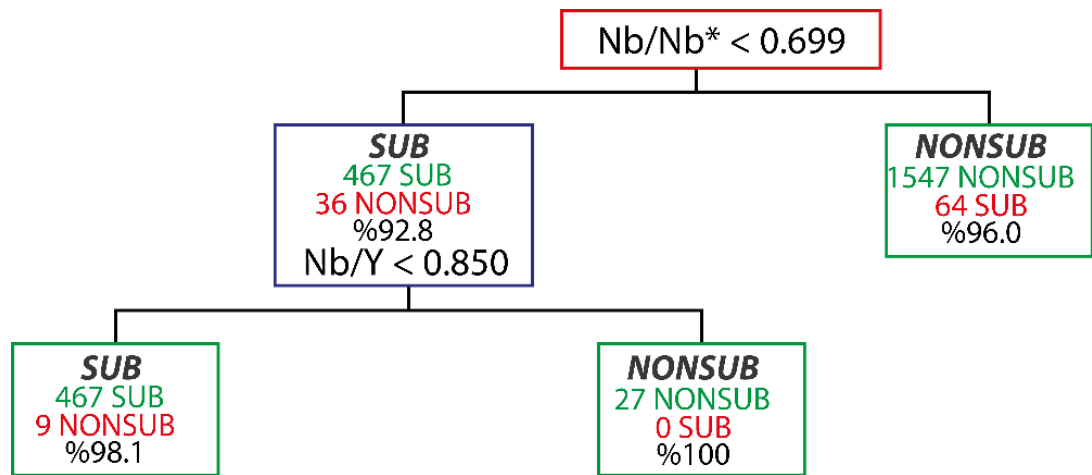 Nb/Nb* < 0.699
SUB
467 SUB
36 NONSUB
%92.8
Nb/Y < 0.850
NONSUB
1547 NONSUB
64 SUB
%96.0
SUB
467 SUB
9 NONSUB
%98.1
NONSUB
27 NONSUB
0 SUB
%100